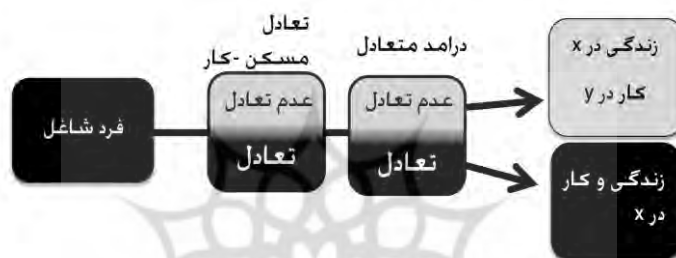 تعادل
مسکن -کار
درامد متعادل
زندگی در x
کار در y
فرد شاغل
عدم تعادل
تعادل
عدم تعادل
تعادل
زندگی و کار
در x